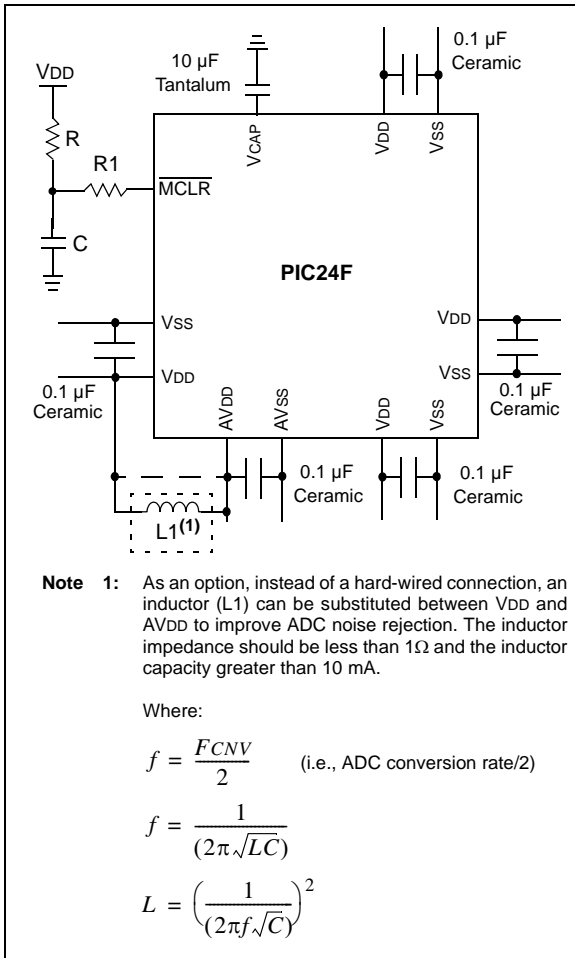 0.1 µF
Ceramic
10 µF
Tantalum
VDD
R
R1
C
VCAP
VDD
VSS
MCLR
PIC24F
VSS
VDD
VDD
VSS
0.1 µF
Ceramic
0.1 µF
Ceramic
AVDD
AVSS
VDD
VSS
0.1 µF
Ceramic
0.1 µF
Ceramic
L1(1)
Note 1: As an option, instead of a hard-wired connection, an
inductor (L1) can be substituted between VDD and
AVDD to improve ADC noise rejection. The inductor
impedance should be less than 1Ω and the inductor
capacity greater than 10 mA.
Where:
f = FCNV / 2 (i.e., ADC conversion rate/2)
f = 1 / (2π√LC)
L = (1 / (2πf√C))²